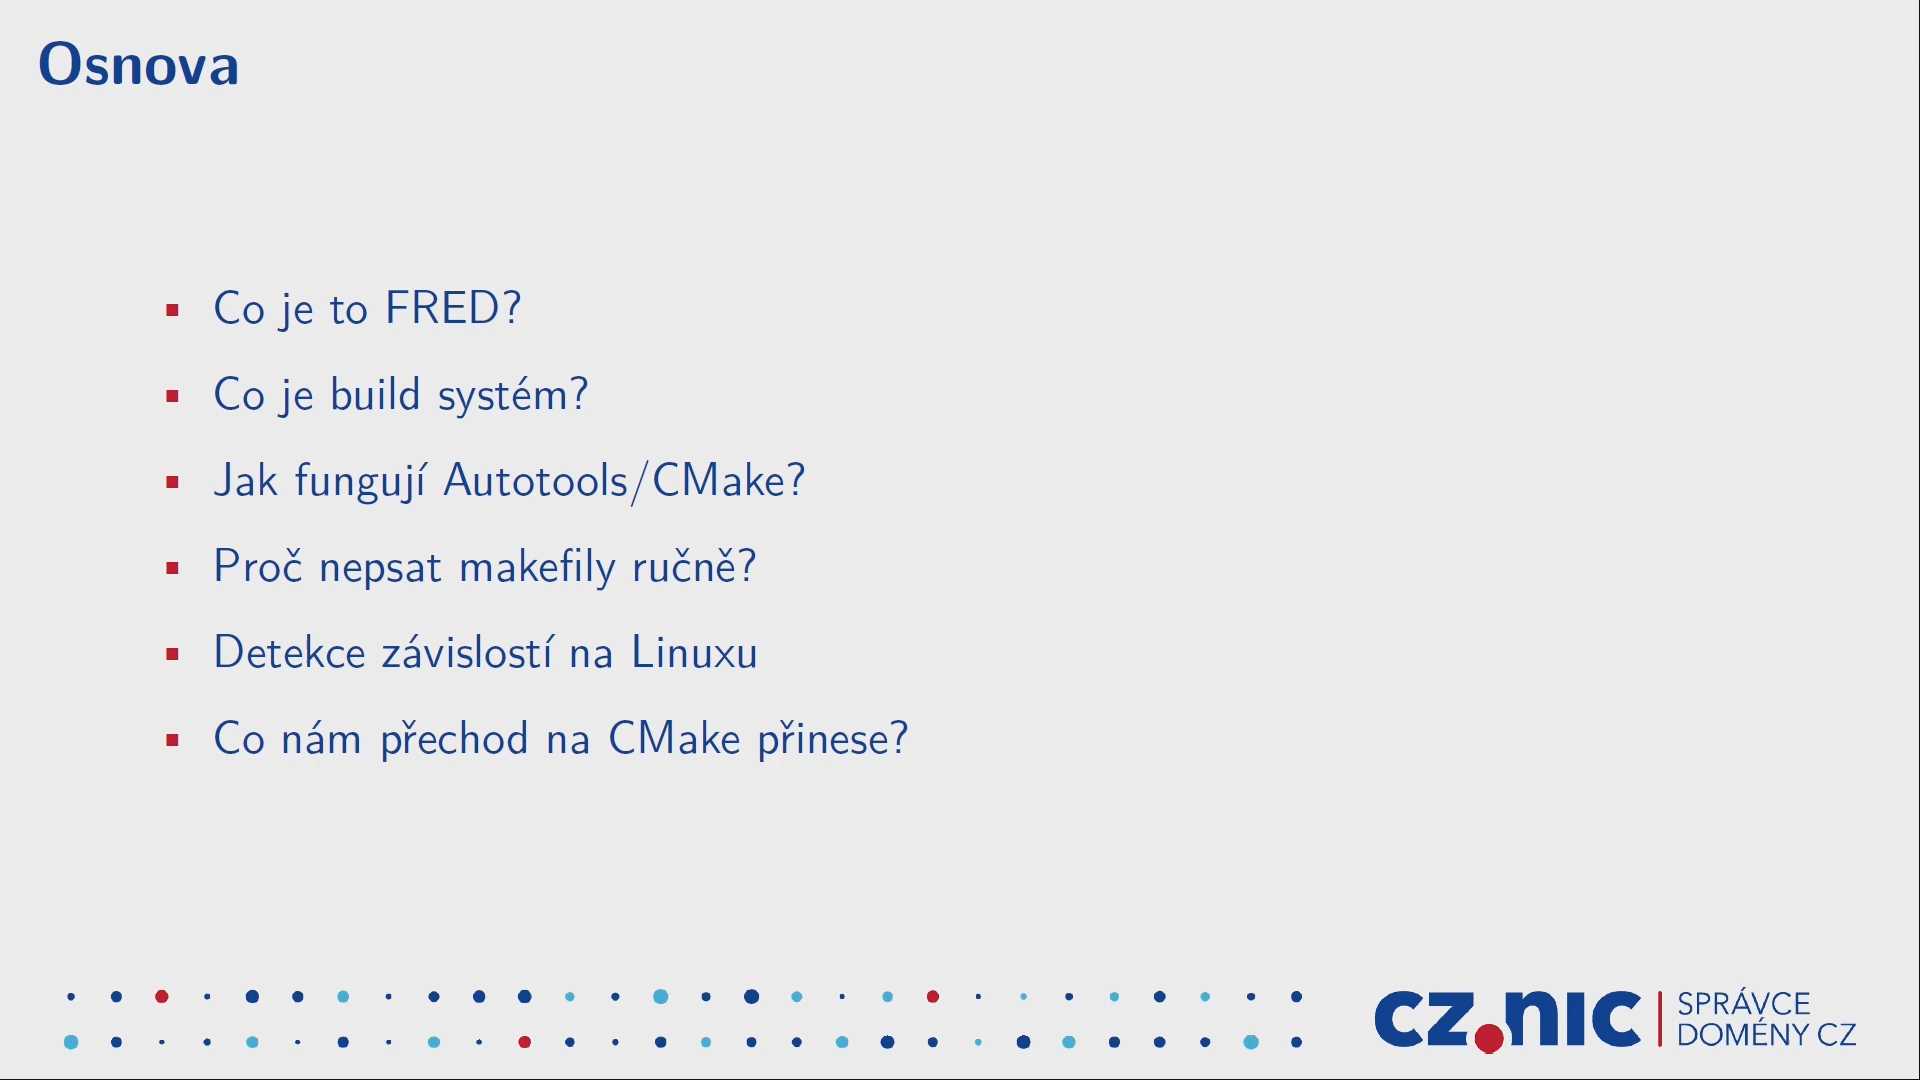 Osnova
Co je to FRED?
Co je build systém?
Jak fungují Autotools/CMake?
Proč nepsat makefily ručně?
Detekce závislostí na Linuxu
Co nám přechod na CMake přinese?
cz.nic
SPRÁVCE
DOMÉNY CZ